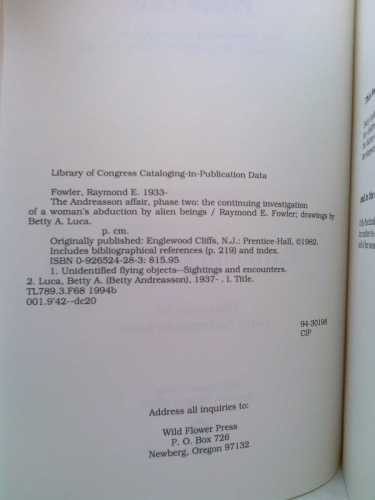 Library of Congress Cataloging-in-Publication Data
Fowler, Raymond E. 1933-
The Andreasson affair, phase two: the continuing investigation
of a woman's abduction by alien beings / Raymond E. Fowler; drawings by
Betty A. Luca.
p. cm.
Originally published: Englewood Cliffs, N.J.: Prentice-Hall, ©1982.
Includes bibliographical references (p. 219) and index.
ISBN 0-926524-28-3: $15.95
1. Unidentified flying objects--Sightings and encounters.
2. Luca, Betty A. (Betty Andreasson), 1937- . I. Title.
TL789.3.F68 1994b
001.9'42--dc20
94-30198
CIP
Address all inquiries to:
Wild Flower Press
P. O. Box 726
Newberg, Oregon 97132